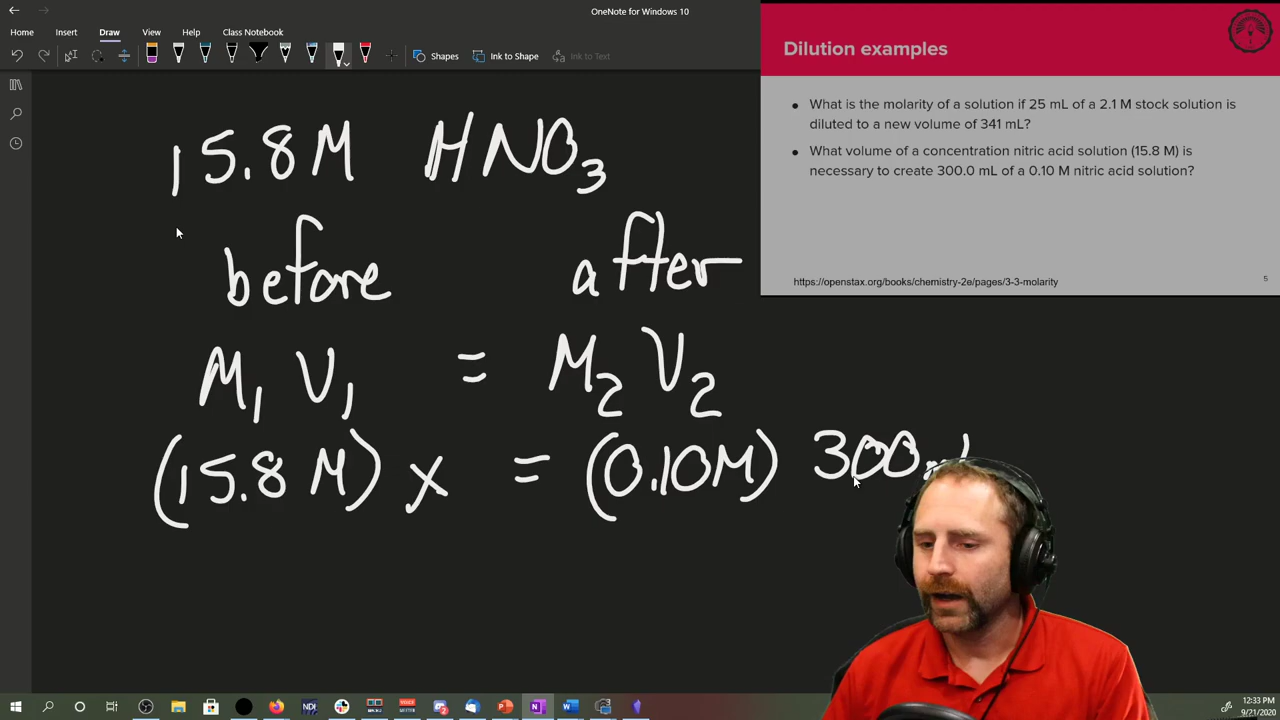 OneNote for Windows 10
Home Insert Draw View Help Class Notebook
Shapes Ink to Shape Ink to Text
Dilution examples
• What is the molarity of a solution if 25 mL of a 2.1 M stock solution is
diluted to a new volume of 341 mL?
• What volume of a concentration nitric acid solution (15.8 M) is
necessary to create 300.0 mL of a 0.10 M nitric acid solution?
https://openstax.org/books/chemistry-2e/pages/3-3-molarity 5
15.8M HNO₃
before after
M₁ V₁ = M₂ V₂
(15.8 M) x = (0.10M) 300mL
12:33 PM
9/21/2020